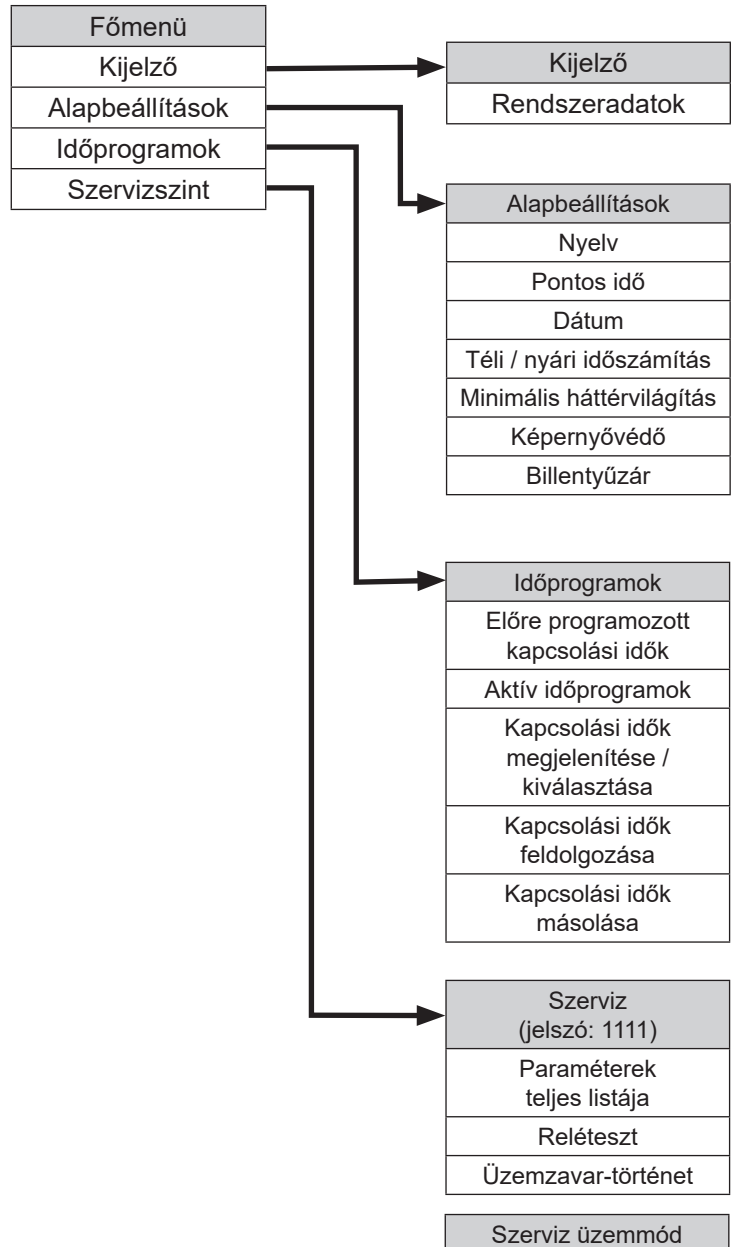 Főmenü
Kijelző
Alapbeállítások
Időprogramok
Szervizszint
Kijelző
Rendszeradatok
Alapbeállítások
Nyelv
Pontos idő
Dátum
Téli / nyári időszámítás
Minimális háttérvilágítás
Képernyővédő
Billentyűzár
Időprogramok
Előre programozott
kapcsolási idők
Aktív időprogramok
Kapcsolási idők
megjelenítése /
kiválasztása
Kapcsolási idők
feldolgozása
Kapcsolási idők
másolása
Szerviz
(jelszó: 1111)
Paraméterek
teljes listája
Reléteszt
Üzemzavar-történet
Szerviz üzemmód